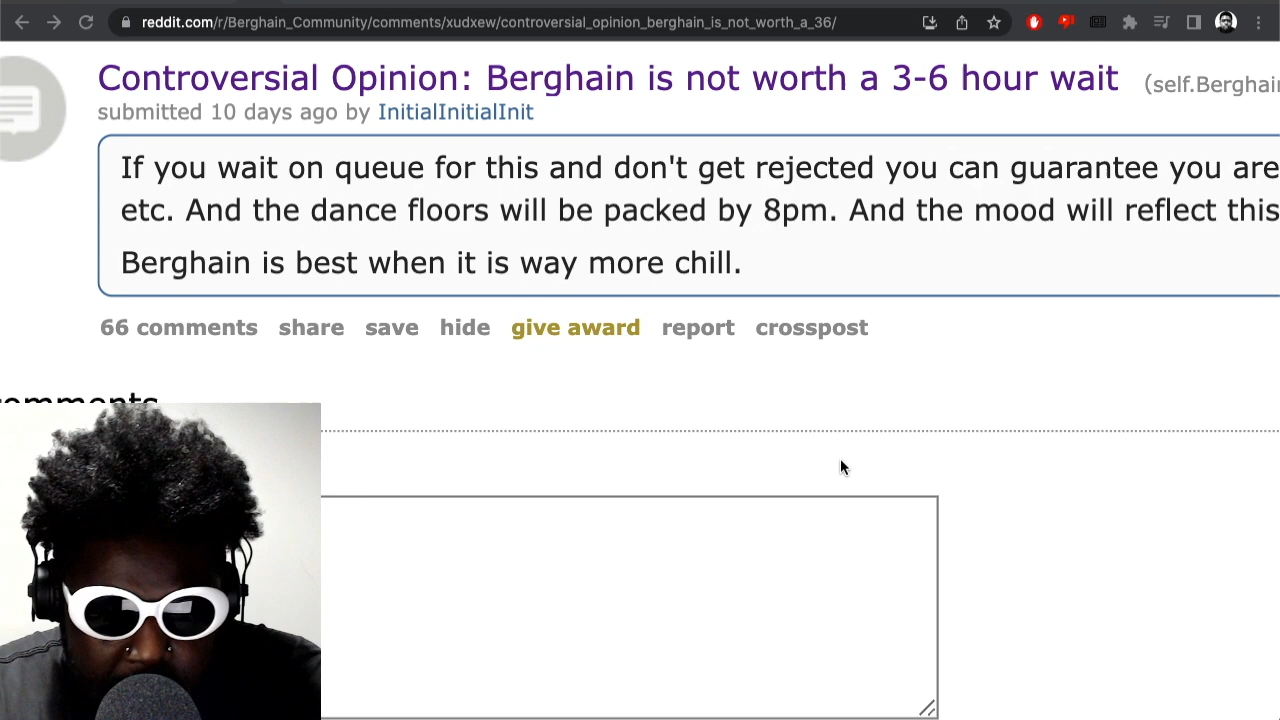 reddit.com/r/Berghain_Community/comments/xudxew/controversial_opinion_berghain_is_not_worth_a_36/
Controversial Opinion: Berghain is not worth a 3-6 hour wait (self.Berghain
submitted 10 days ago by InitialInitialInit
If you wait on queue for this and don't get rejected you can guarantee you are
etc. And the dance floors will be packed by 8pm. And the mood will reflect this
Berghain is best when it is way more chill.
66 comments share save hide give award report crosspost
comments